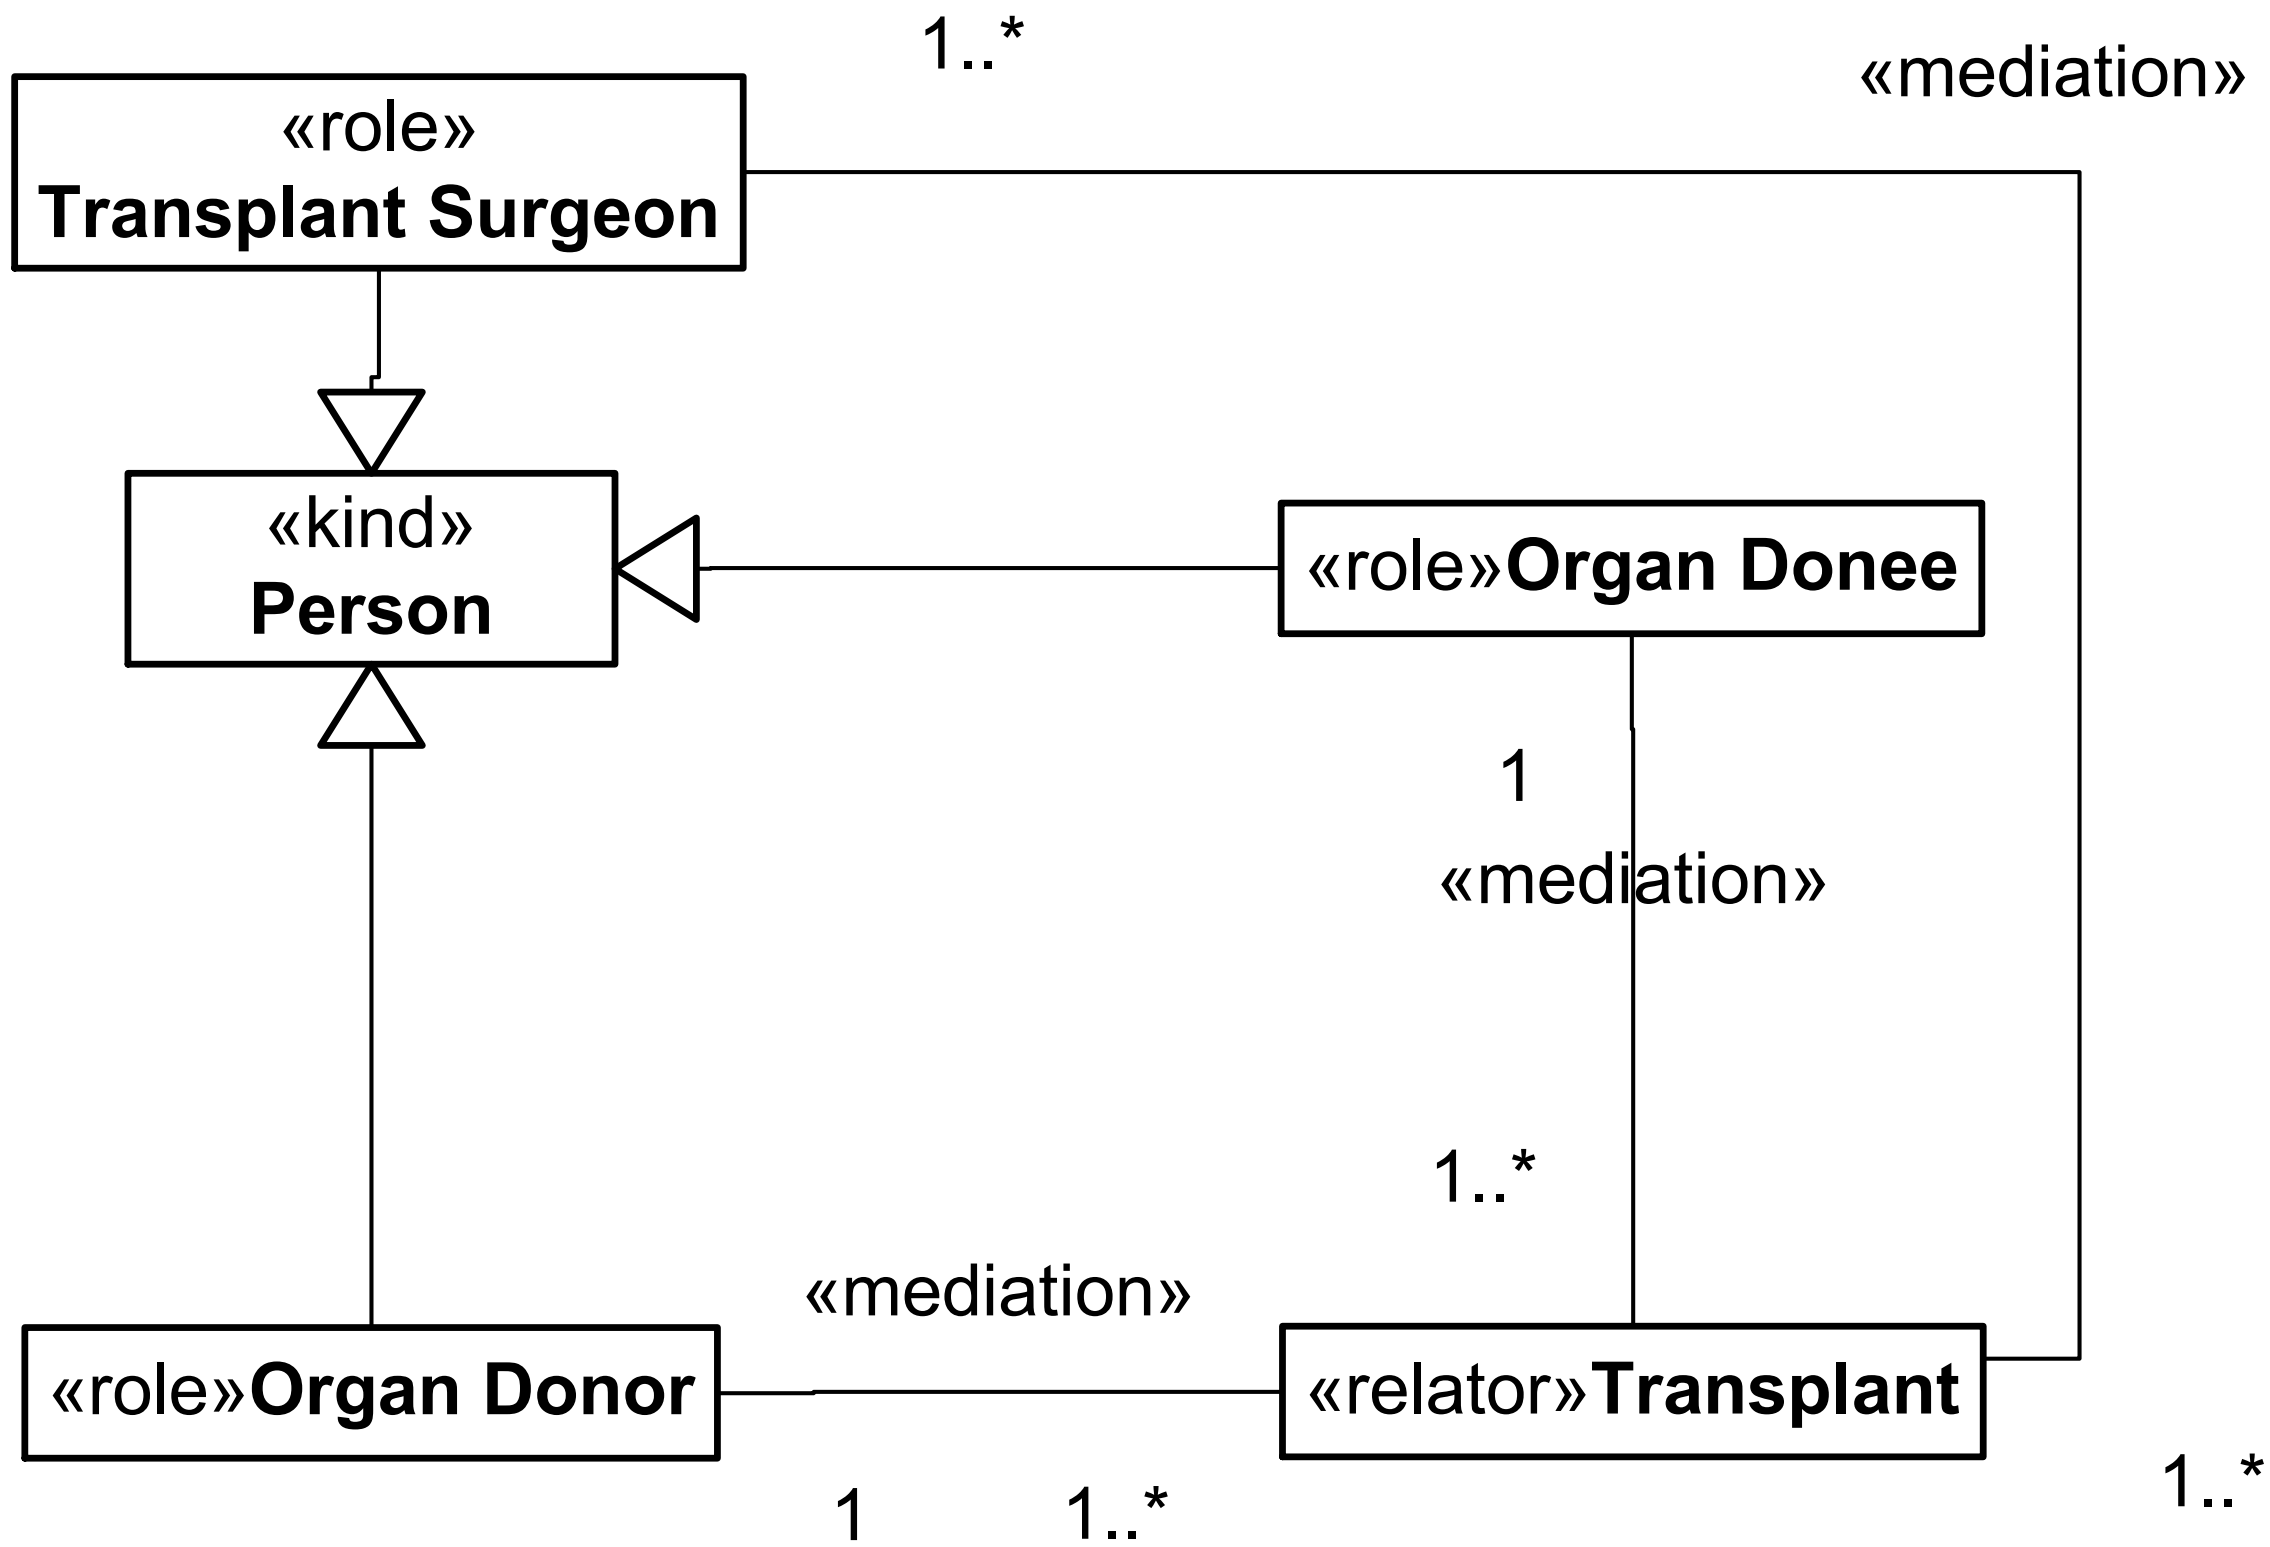 1..*
«mediation»
«role»
Transplant Surgeon
«kind»
Person
«role»Organ Donee
1
«mediation»
1..*
«mediation»
«role»Organ Donor
«relator»Transplant
1
1..*
1..*